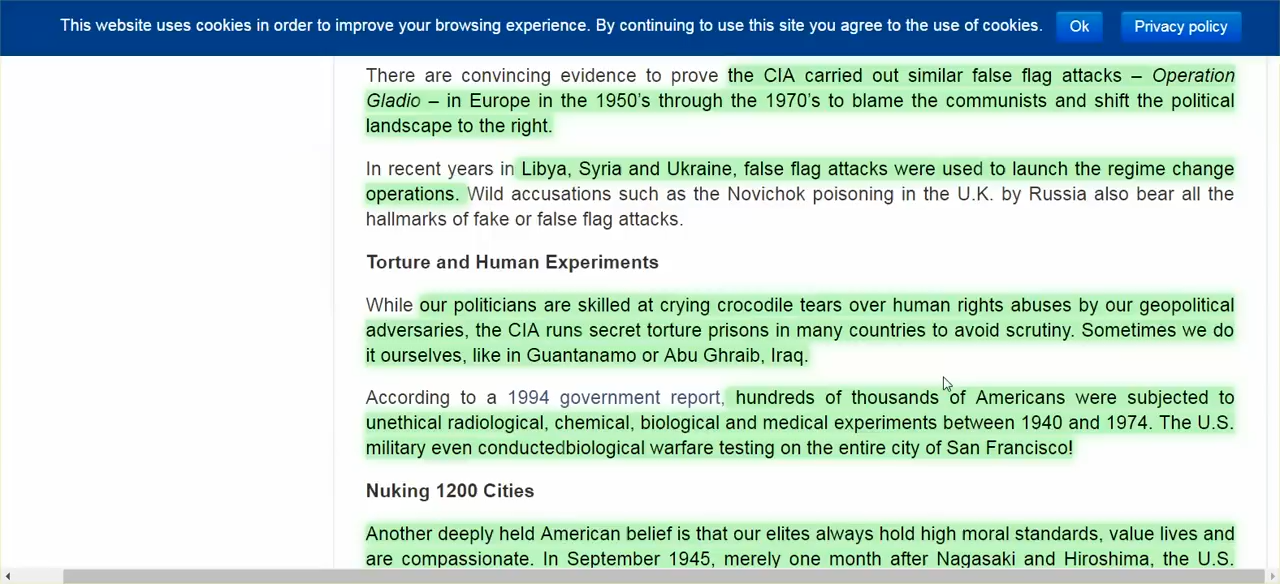 This website uses cookies in order to improve your browsing experience. By continuing to use this site you agree to the use of cookies. Ok Privacy policy
There are convincing evidence to prove the CIA carried out similar false flag attacks – Operation
Gladio – in Europe in the 1950's through the 1970's to blame the communists and shift the political
landscape to the right.
In recent years in Libya, Syria and Ukraine, false flag attacks were used to launch the regime change
operations. Wild accusations such as the Novichok poisoning in the U.K. by Russia also bear all the
hallmarks of fake or false flag attacks.
Torture and Human Experiments
While our politicians are skilled at crying crocodile tears over human rights abuses by our geopolitical
adversaries, the CIA runs secret torture prisons in many countries to avoid scrutiny. Sometimes we do
it ourselves, like in Guantanamo or Abu Ghraib, Iraq.
According to a 1994 government report, hundreds of thousands of Americans were subjected to
unethical radiological, chemical, biological and medical experiments between 1940 and 1974. The U.S.
military even conductedbiological warfare testing on the entire city of San Francisco!
Nuking 1200 Cities
Another deeply held American belief is that our elites always hold high moral standards, value lives and
are compassionate. In September 1945, merely one month after Nagasaki and Hiroshima, the U.S.